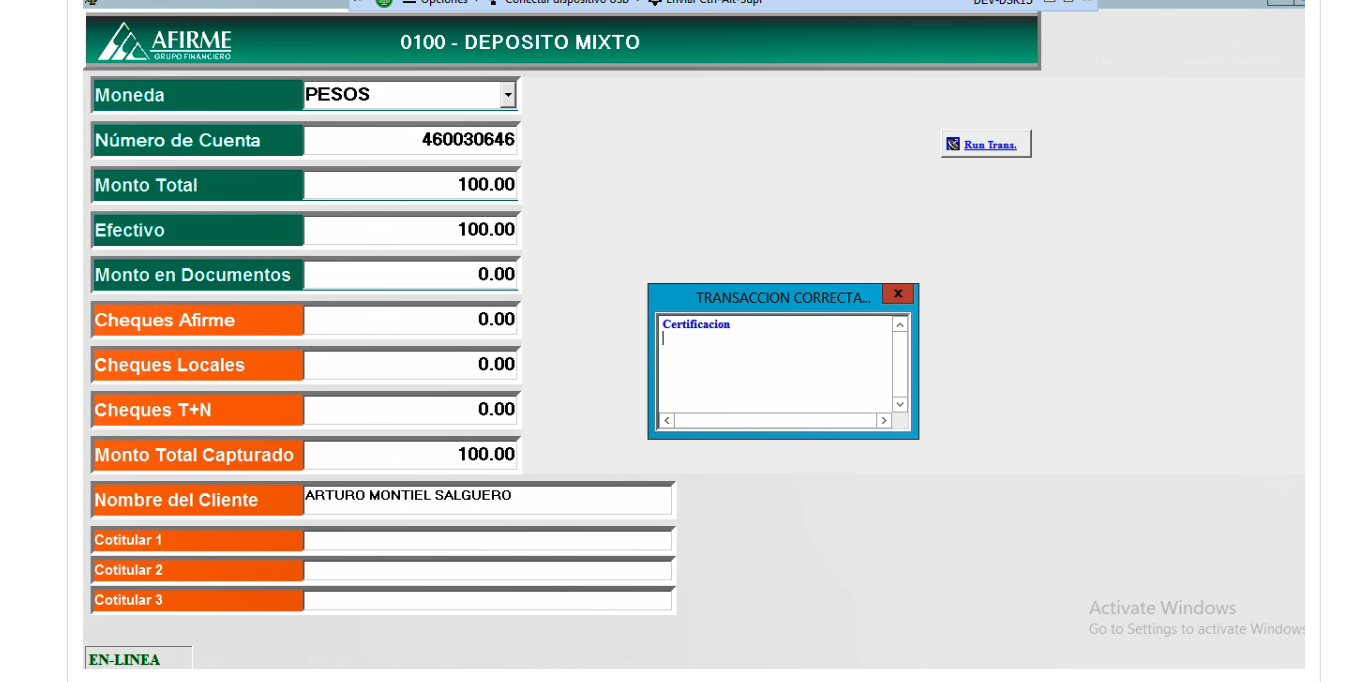 Opciones
Conectar dispositivo USB
Enviar Ctrl-Alt-Supr
DEV-DSR15
AFIRME
GRUPO FINANCIERO
0100 - DEPOSITO MIXTO
Moneda PESOS
Número de Cuenta 460030646
Run Trans.
Monto Total 100.00
Efectivo 100.00
Monto en Documentos 0.00
TRANSACCION CORRECTA... x
Certificacion
Cheques Afirme 0.00
Cheques Locales 0.00
Cheques T+N 0.00
Monto Total Capturado 100.00
Nombre del Cliente ARTURO MONTIEL SALGUERO
Cotitular 1
Cotitular 2
Cotitular 3
Activate Windows
Go to Settings to activate Windows
EN-LINEA